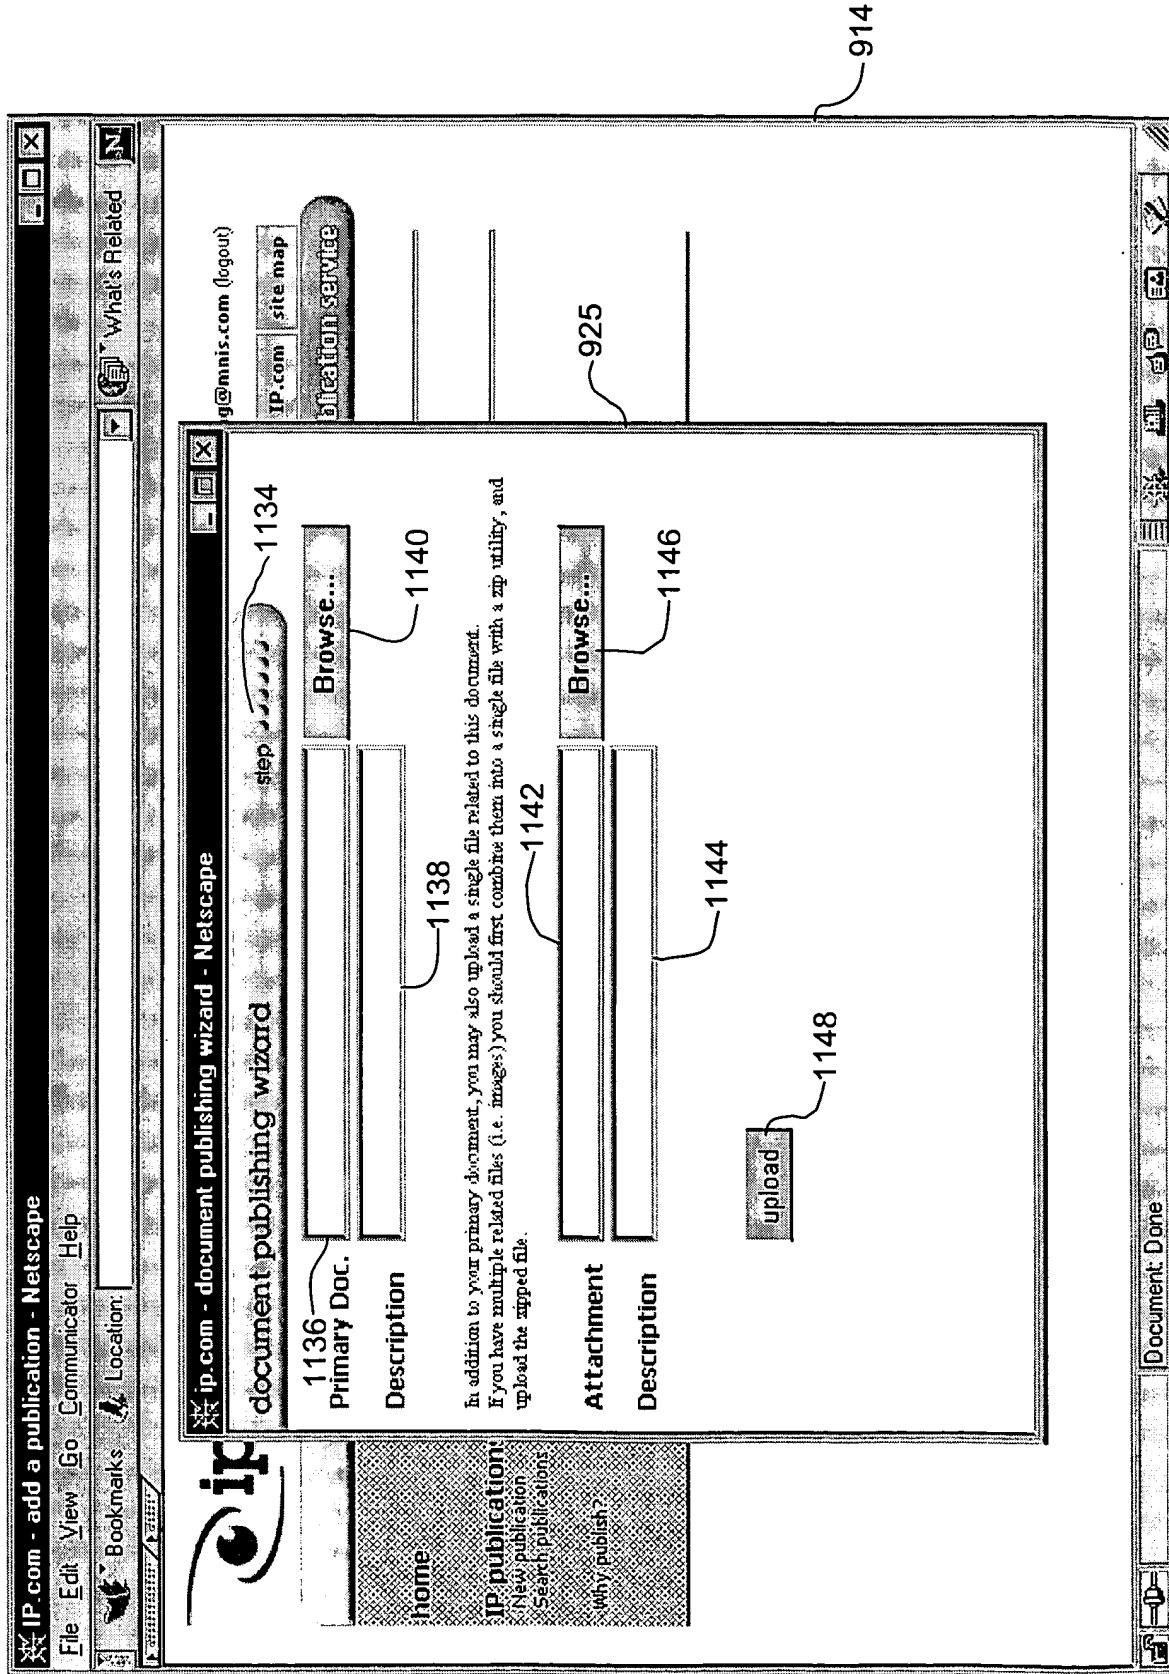 IP.com - add a publication - Netscape
File Edit View Go Communicator Help
Bookmarks Location: What's Related N
ip
g@mnis.com (logout)
IP.com site map
blication service
home
IP publication
New publication
Search publications
Why publish?
ip.com - document publishing wizard - Netscape
document publishing wizard step
1134
1136
Primary Doc. Browse...
1140
Description
1138
In addition to your primary document, you may also upload a single file related to this document.
If you have multiple related files (i.e. images) you should first combine them into a single file with a zip utility, and
upload the zipped file.
1142
925
Attachment Browse...
1146
Description
1144
upload
1148
914
Document: Done